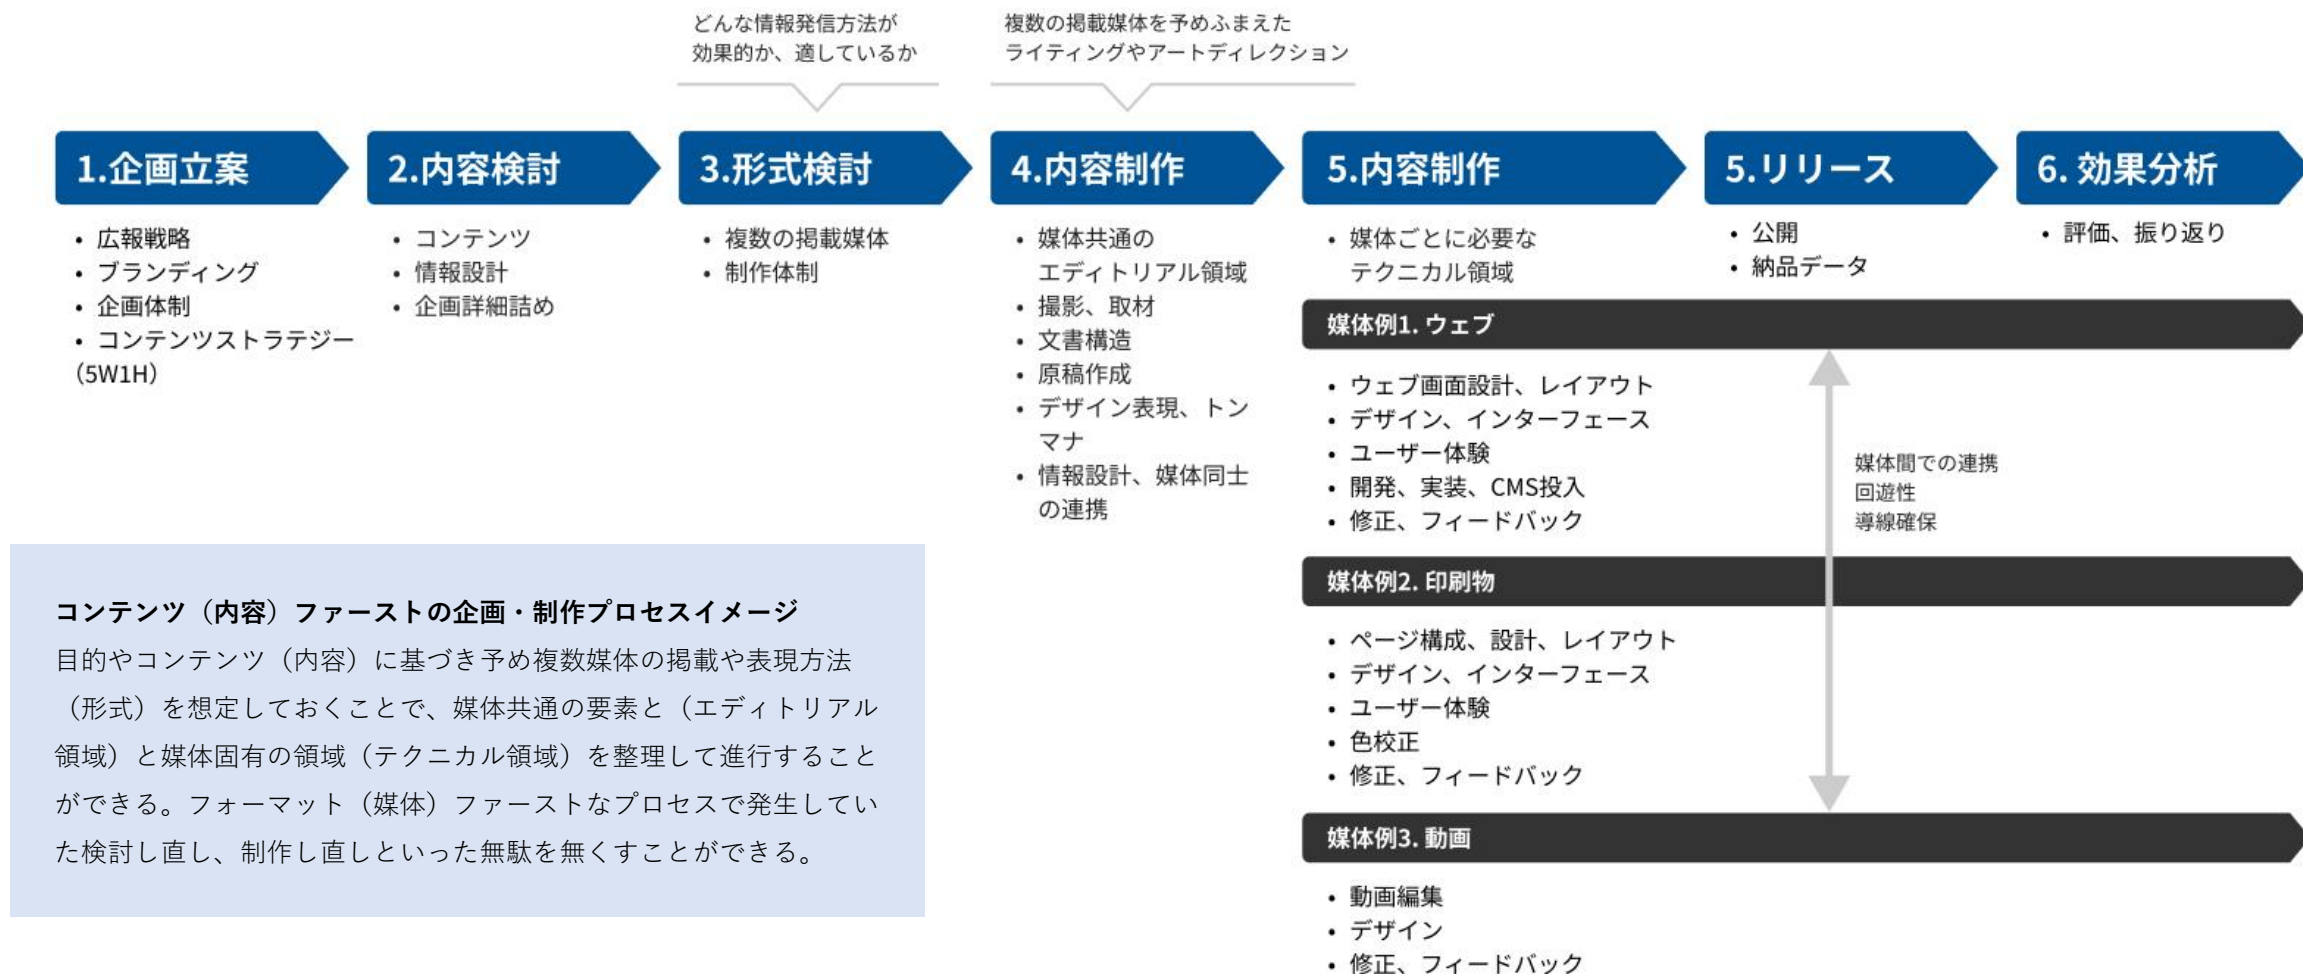 どんな情報発信方法が
効果的か、適しているか
複数の掲載媒体を予めふまえた
ライティングやアートディレクション
1.企画立案
2.内容検討
3.形式検討
4.内容制作
5.内容制作
5.リリース
6. 効果分析
• 広報戦略
• ブランディング
• 企画体制
• コンテンツストラテジー
（5W1H）
• コンテンツ
• 情報設計
• 企画詳細詰め
• 複数の掲載媒体
• 制作体制
• 媒体共通の
エディトリアル領域
• 撮影、取材
• 文書構造
• 原稿作成
• デザイン表現、トン
マナ
• 情報設計、媒体同士
の連携
• 媒体ごとに必要な
テクニカル領域
• 公開
• 納品データ
• 評価、振り返り
媒体例1. ウェブ
• ウェブ画面設計、レイアウト
• デザイン、インターフェース
• ユーザー体験
• 開発、実装、CMS投入
• 修正、フィードバック
媒体間での連携
回遊性
導線確保
媒体例2. 印刷物
• ページ構成、設計、レイアウト
• デザイン、インターフェース
• ユーザー体験
• 色校正
• 修正、フィードバック
媒体例3. 動画
• 動画編集
• デザイン
• 修正、フィードバック
コンテンツ（内容）ファーストの企画・制作プロセスイメージ
目的やコンテンツ（内容）に基づき予め複数媒体の掲載や表現方法
（形式）を想定しておくことで、媒体共通の要素と（エディトリアル
領域）と媒体固有の領域（テクニカル領域）を整理して進行すること
ができる。フォーマット（媒体）ファーストなプロセスで発生してい
た検討し直し、制作し直しといった無駄を無くすことができる。